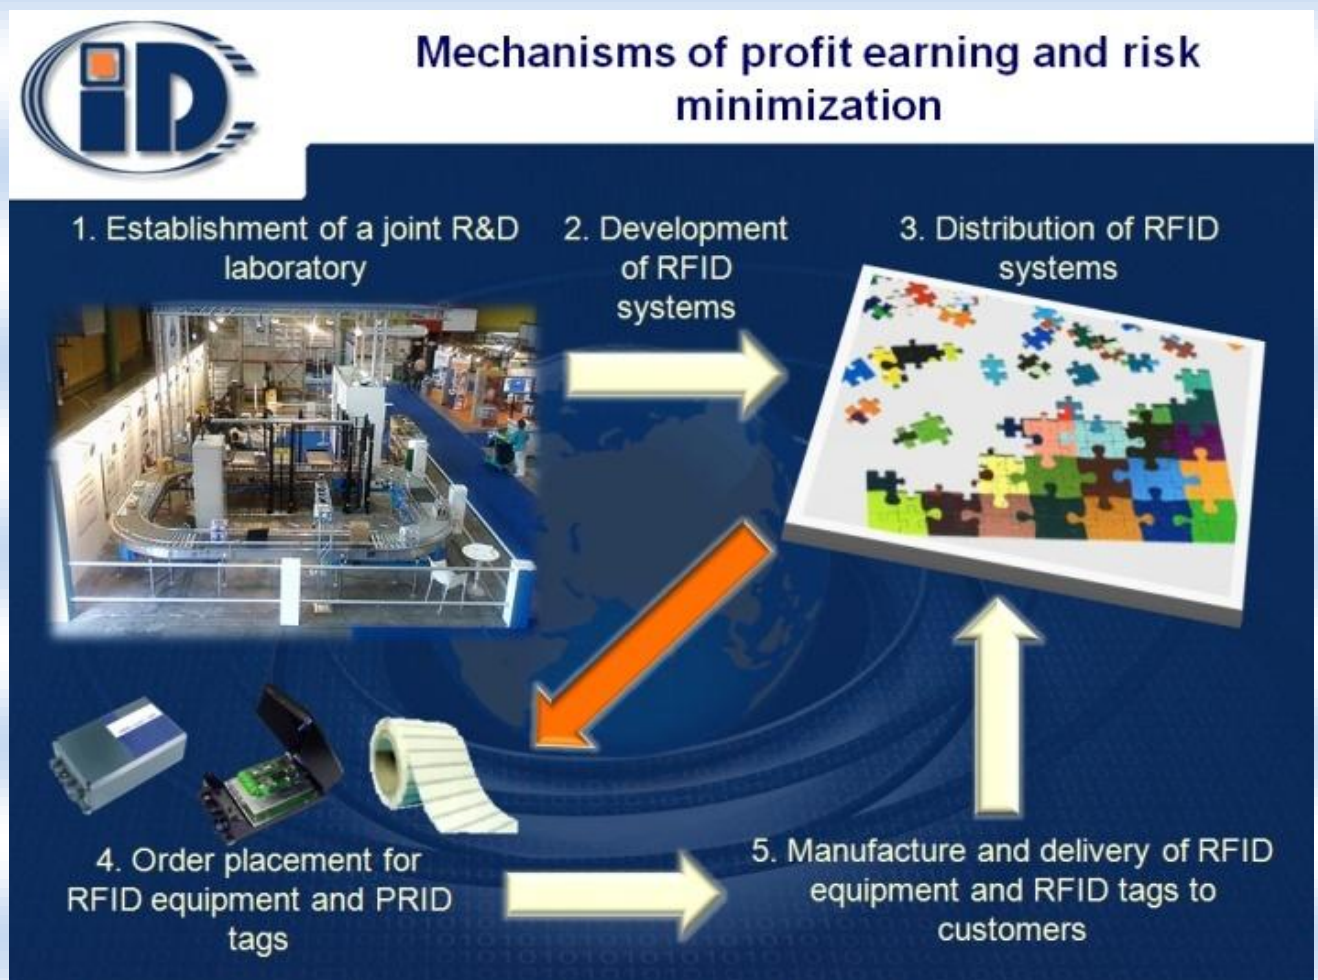 iD
Mechanisms of profit earning and risk
minimization
1. Establishment of a joint R&D
laboratory
2. Development
of RFID
systems
3. Distribution of RFID
systems
4. Order placement for
RFID equipment and PRID
tags
5. Manufacture and delivery of RFID
equipment and RFID tags to
customers